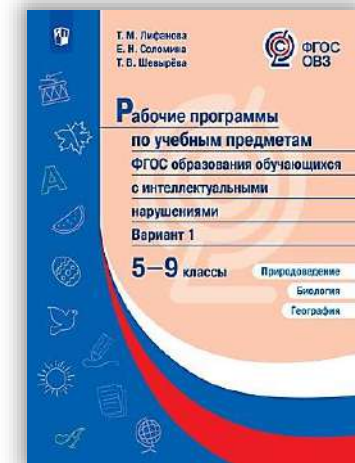 Т. М. Лифанова
Е. Н. Соломина
Т. В. Шевырёва
ФГОС
ОВЗ
Рабочие программы
по учебным предметам
ФГОС образования обучающихся
с интеллектуальными
нарушениями
Вариант 1
5–9 классы
Природоведение
Биология
География